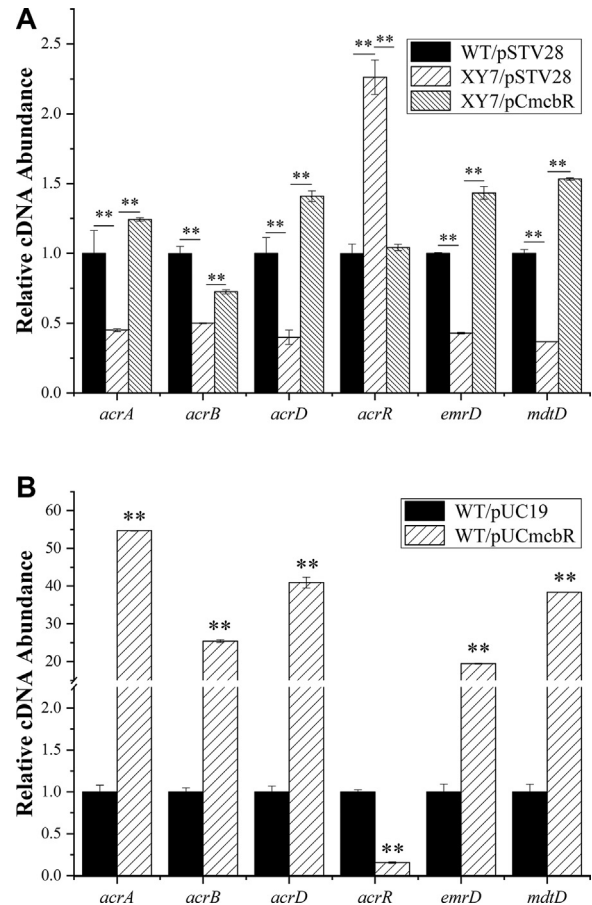 A
Relative cDNA Abundance
2.5
2.0
1.5
1.0
0.5
0.0
WT/pSTV28
XY7/pSTV28
XY7/pCmcbR
** **
** **
**
**
** **
** **
** **
acrA acrB acrD acrR emrD mdtD
B
Relative cDNA Abundance
60
50
40
30
20
2.0
1.5
1.0
0.5
0.0
WT/pUC19
WT/pUCmcbR
**
**
**
**
**
**
acrA acrB acrD acrR emrD mdtD